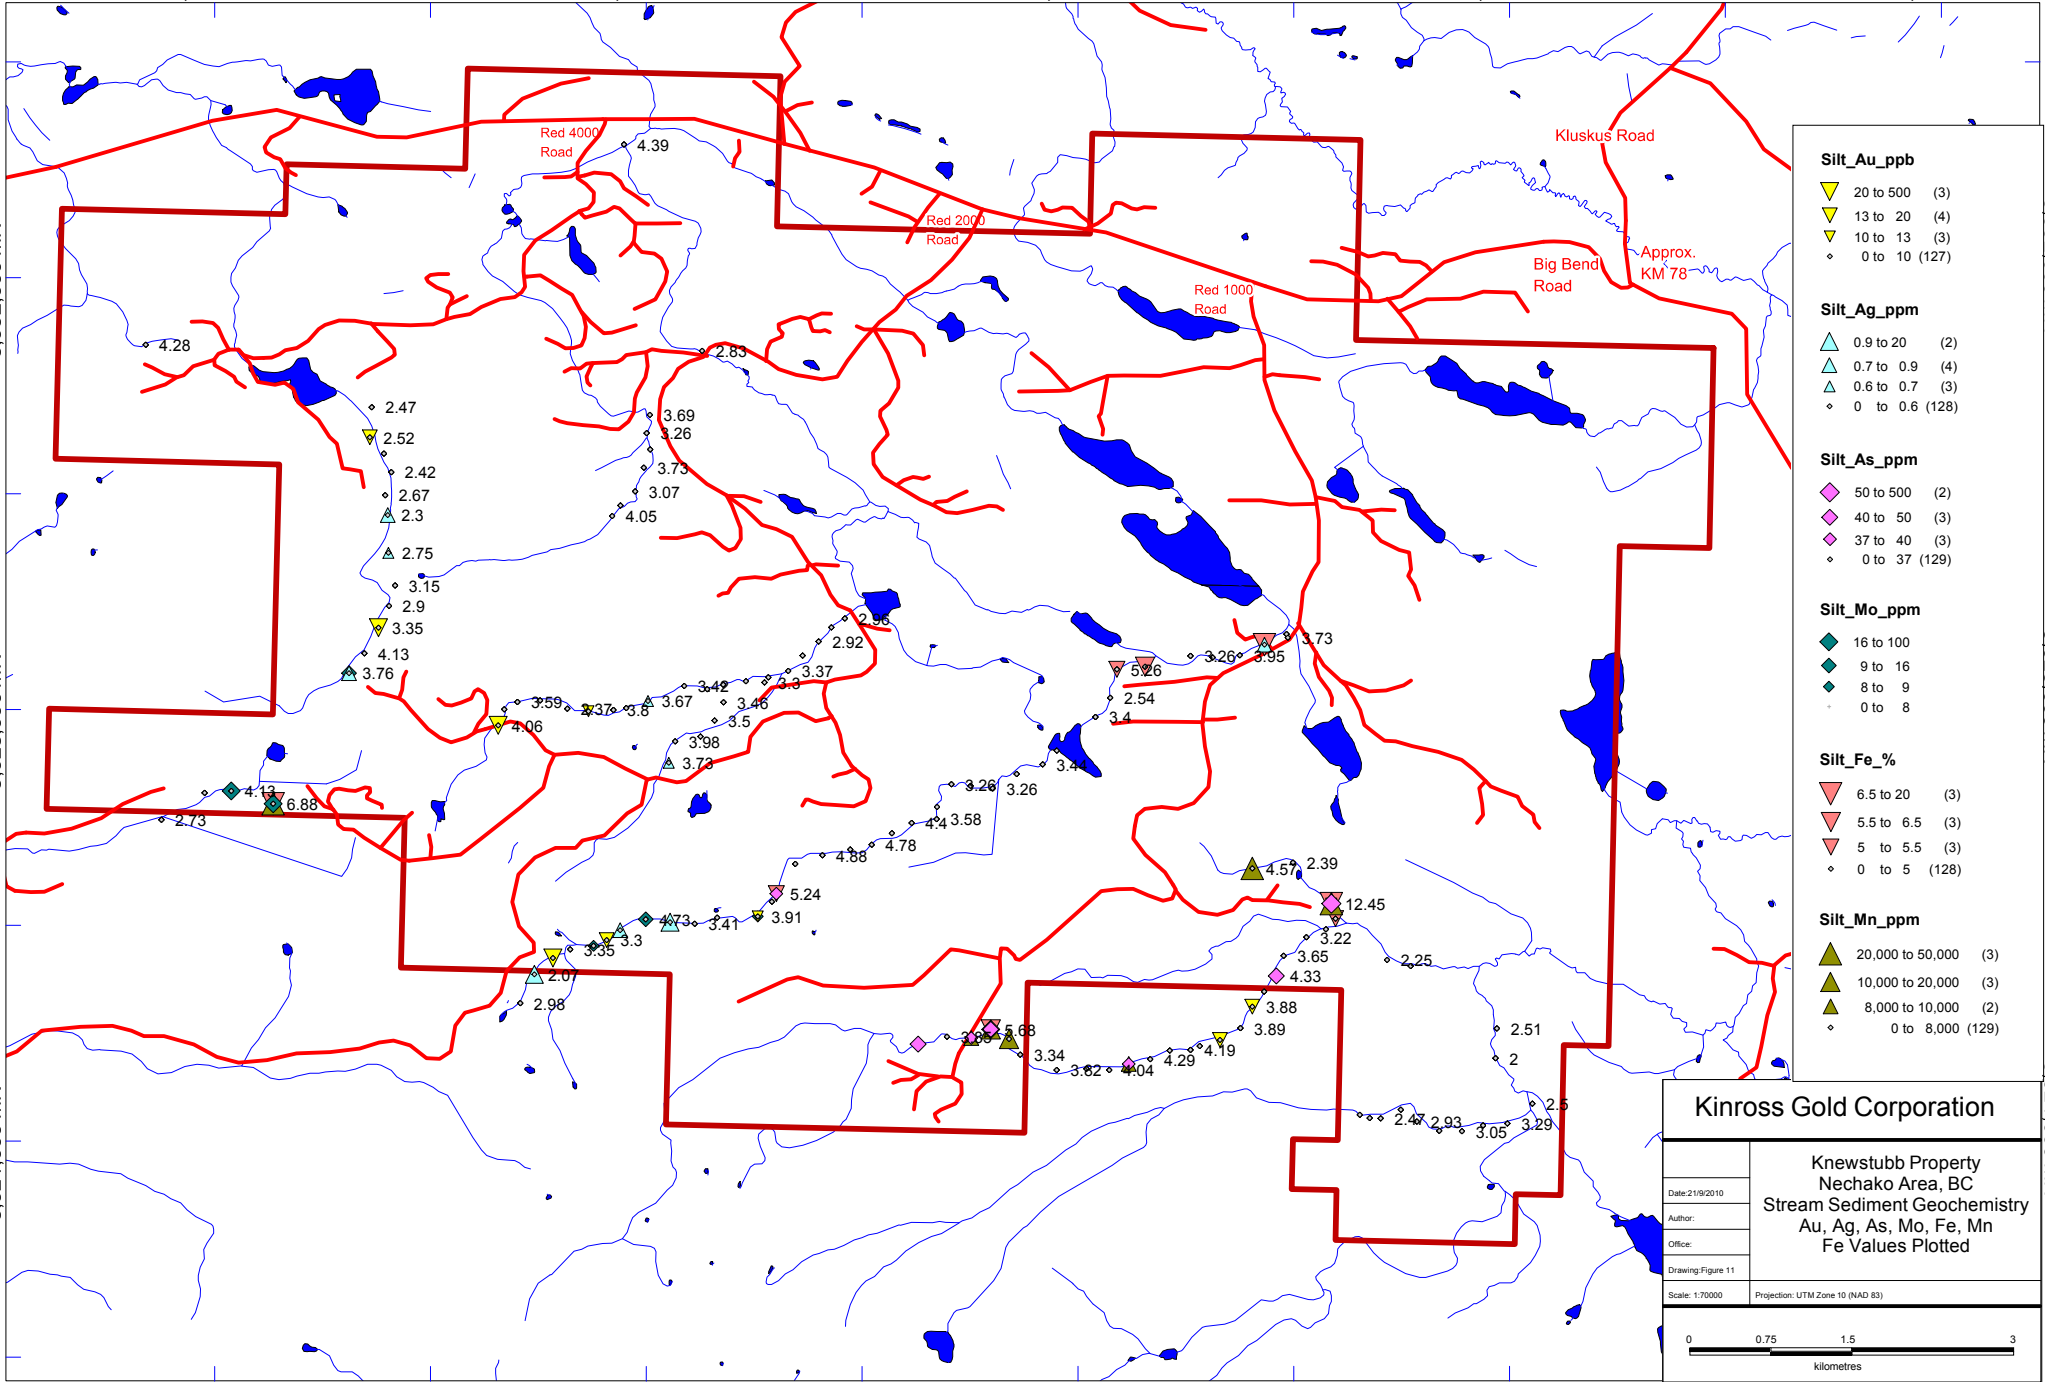 Red 4000
Road
4.39
Kluskus Road
Red 2000
Road
Big Bend
Road
Approx.
KM 78
Red 1000
Road
4.28
2.83
2.47
2.52
2.42
2.67
2.3
2.75
3.15
2.9
3.35
4.13
3.76
3.69
3.26
3.73
3.07
4.05
2.96
2.92
3.37
3.3
3.42
3.46
3.67
3.8
2.37
3.59
4.06
3.5
3.98
3.73
4.13
6.88
2.73
3.73
3.95
3.26
5.26
2.54
3.4
3.44
3.26
3.26
3.58
4.4
4.78
4.88
5.24
3.91
3.41
4.73
3.3
3.35
2.07
2.98
4.57
2.39
12.45
3.22
3.65
4.33
2.25
3.88
3.89
4.19
4.29
4.04
3.82
3.34
5.68
3.85
2.51
2
2.5
3.29
3.05
2.93
2.47
Silt_Au_ppb
20 to 500 (3)
13 to 20 (4)
10 to 13 (3)
0 to 10 (127)
Silt_Ag_ppm
0.9 to 20 (2)
0.7 to 0.9 (4)
0.6 to 0.7 (3)
0 to 0.6 (128)
Silt_As_ppm
50 to 500 (2)
40 to 50 (3)
37 to 40 (3)
0 to 37 (129)
Silt_Mo_ppm
16 to 100
9 to 16
8 to 9
0 to 8
Silt_Fe_%
6.5 to 20 (3)
5.5 to 6.5 (3)
5 to 5.5 (3)
0 to 5 (128)
Silt_Mn_ppm
20,000 to 50,000 (3)
10,000 to 20,000 (3)
8,000 to 10,000 (2)
0 to 8,000 (129)
Kinross Gold Corporation
Knewstubb Property
Nechako Area, BC
Stream Sediment Geochemistry
Au, Ag, As, Mo, Fe, Mn
Fe Values Plotted
Date:21/9/2010
Author:
Office:
Drawing:Figure 11
Scale: 1:70000
Projection: UTM Zone 10 (NAD 83)
0 0.75 1.5 3
kilometres